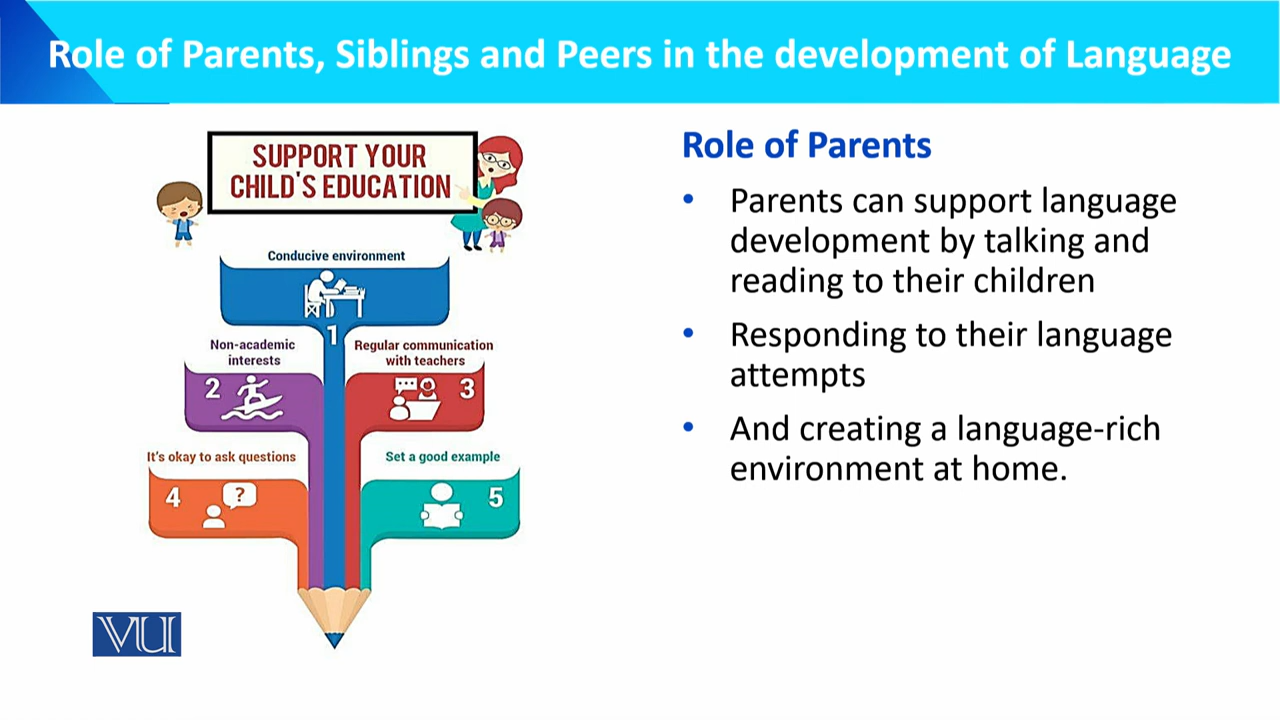 Role of Parents, Siblings and Peers in the development of Language
SUPPORT YOUR
CHILD'S EDUCATION
Conducive environment
1
Non-academic
interests
2
Regular communication
with teachers
3
It's okay to ask questions
4
?
Set a good example
5
VU
Role of Parents
• Parents can support language
development by talking and
reading to their children
• Responding to their language
attempts
• And creating a language-rich
environment at home.